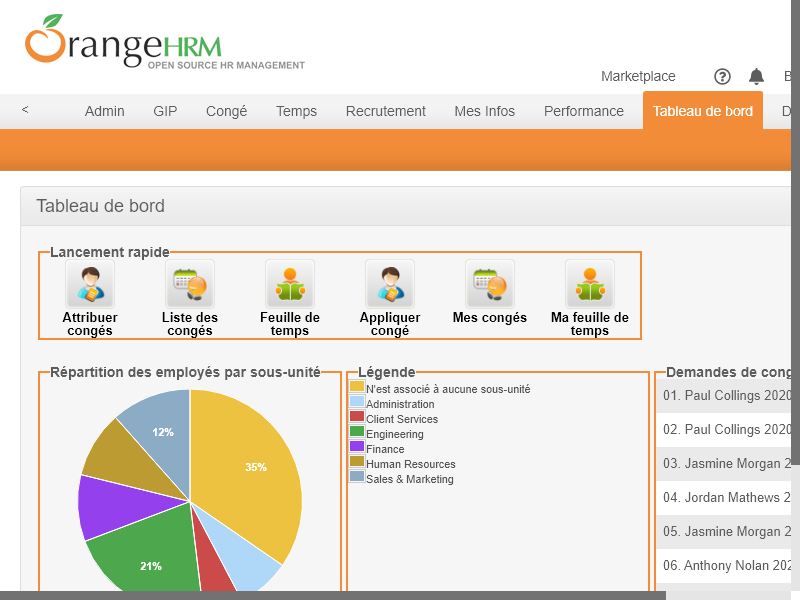 OrangeHRM
OPEN SOURCE HR MANAGEMENT
Marketplace ? B
< Admin GIP Congé Temps Recrutement Mes Infos Performance Tableau de bord D
Tableau de bord
Lancement rapide
Attribuer congés
Liste des congés
Feuille de temps
Appliquer congé
Mes congés
Ma feuille de temps
Répartition des employés par sous-unité
12%
35%
21%
Légende
N'est associé à aucune sous-unité
Administration
Client Services
Engineering
Finance
Human Resources
Sales & Marketing
Demandes de cong
01. Paul Collings 2020
02. Paul Collings 2020
03. Jasmine Morgan 2
04. Jordan Mathews 2
05. Jasmine Morgan 2
06. Anthony Nolan 202